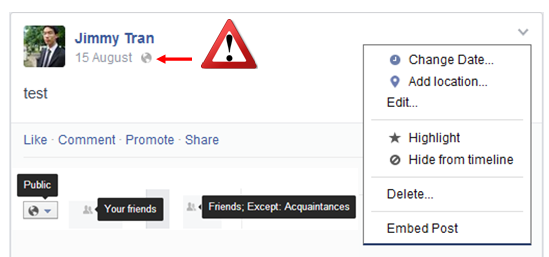 Jimmy Tran
15 August
test
Like · Comment · Promote · Share
Public
Your friends
Friends; Except: Acquaintances
Change Date...
Add location...
Edit...
Highlight
Hide from timeline
Delete...
Embed Post